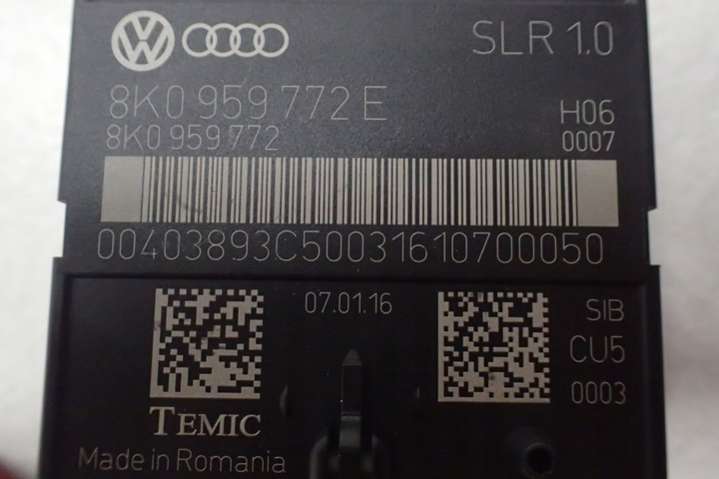 SLR 1.0
8K0 959 772 E
H06
8K0 959 772
0007
00403893C50031610700050
07.01.16
SIB
CU5
0003
TEMIC
Made in Romania